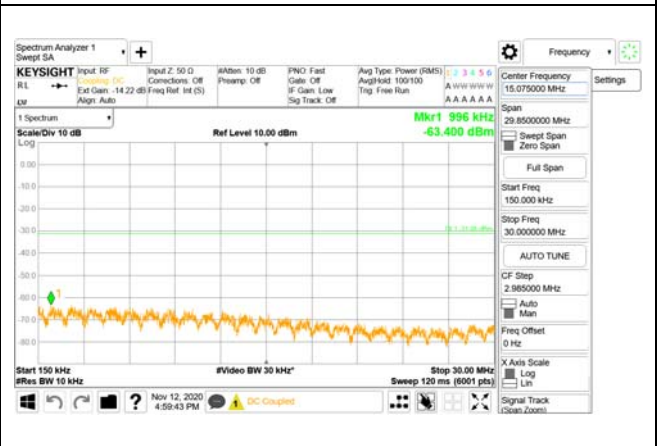 Spectrum Analyzer 1
Swept SA
Frequency
KEYSIGHT
Input: RF
Input Z: 50 Ω
#Atten: 10 dB
PNO: Fast
Avg Type: Power (RMS)
1 2 3 4 5 6
RL
Coupling: DC
Corrections: Off
Preamp: Off
Gate: Off
Avg|Hold: 100/100
A W W W W W
Ext Gain: -14.22 dB
Freq Ref: Int (S)
IF Gain: Low
Trig: Free Run
Align: Auto
Sig Track: Off
A A A A A A
1 Spectrum
Mkr1 996 kHz
Scale/Div 10 dB
Ref Level 10.00 dBm
-63.400 dBm
Log
0.00
-10.0
-20.0
-30.0
-40.0
-50.0
-60.0
-70.0
-80.0
1
Start 150 kHz
#Video BW 30 kHz*
Stop 30.00 MHz
#Res BW 10 kHz
Sweep 120 ms (6001 pts)
Nov 12, 2020
4:59:43 PM
DC Coupled
Center Frequency
15.075000 MHz
Settings
Span
29.8500000 MHz
Swept Span
Zero Span
Full Span
Start Freq
150.000 kHz
Stop Freq
30.000000 MHz
AUTO TUNE
CF Step
2.985000 MHz
Auto
Man
Freq Offset
0 Hz
X Axis Scale
Log
Lin
Signal Track
(Span Zoom)